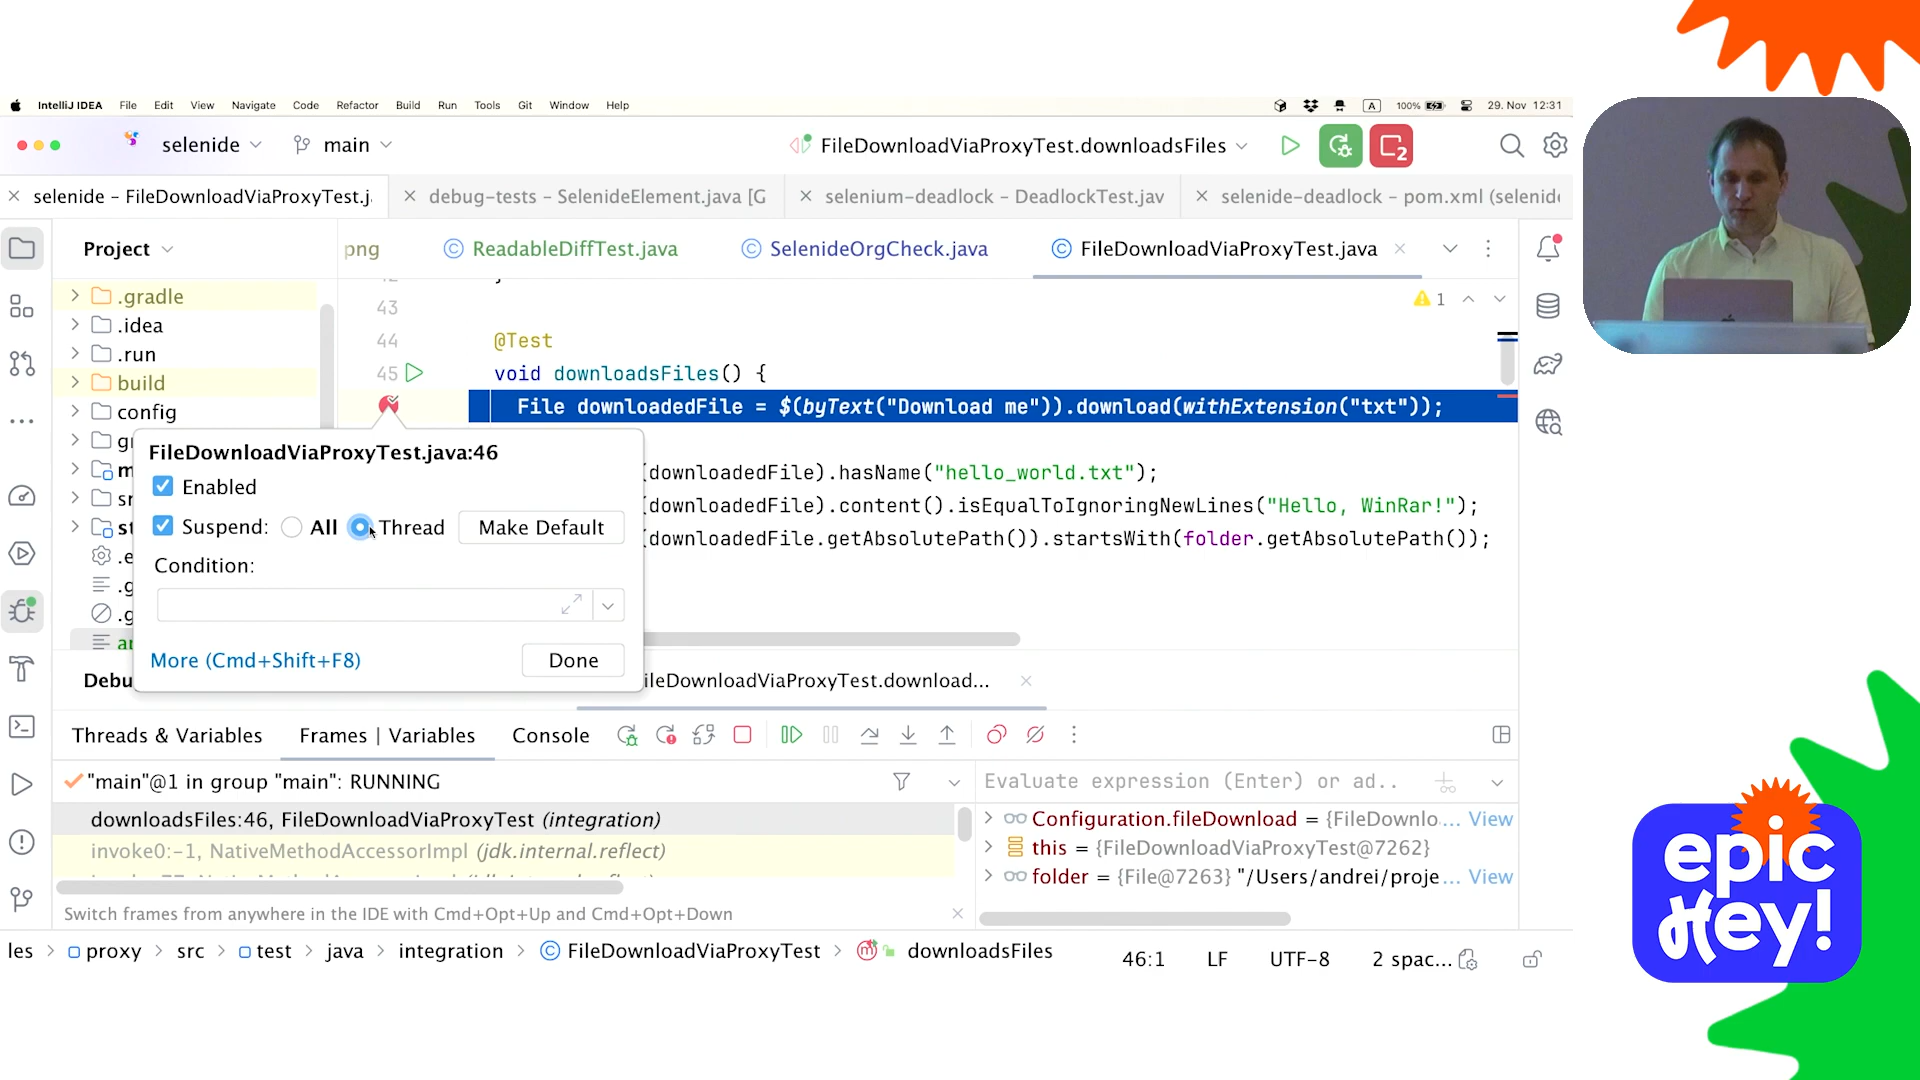 IntelliJ IDEA File Edit View Navigate Code Refactor Build Run Tools Git Window Help A 100% 29. Nov 12:31
selenide main FileDownloadViaProxyTest.downloadsFiles 2
selenide – FileDownloadViaProxyTest.j debug-tests – SelenideElement.java [G selenium-deadlock – DeadlockTest.jav selenide-deadlock – pom.xml (selenide
Project png ReadableDiffTest.java SelenideOrgCheck.java FileDownloadViaProxyTest.java
.gradle
.idea
.run
build
config
43
44 @Test
45 void downloadsFiles() {
File downloadedFile = $(byText("Download me")).download(withExtension("txt"));
(downloadedFile).hasName("hello_world.txt");
(downloadedFile).content().isEqualToIgnoringNewLines("Hello, WinRar!");
(downloadedFile.getAbsolutePath()).startsWith(folder.getAbsolutePath());
1
FileDownloadViaProxyTest.java:46
Enabled
Suspend: All Thread Make Default
Condition:
More (Cmd+Shift+F8) Done
Debu ileDownloadViaProxyTest.download...
Threads & Variables Frames | Variables Console
"main"@1 in group "main": RUNNING
downloadsFiles:46, FileDownloadViaProxyTest (integration)
invoke0:-1, NativeMethodAccessorImpl (jdk.internal.reflect)
Switch frames from anywhere in the IDE with Cmd+Opt+Up and Cmd+Opt+Down
Evaluate expression (Enter) or ad..
Configuration.fileDownload = {FileDownlo... View
this = {FileDownloadViaProxyTest@7262}
folder = {File@7263} "/Users/andrei/proje... View
les > proxy > src > test > java > integration > FileDownloadViaProxyTest > downloadsFiles
46:1 LF UTF-8 2 spac...
epic
Hey!